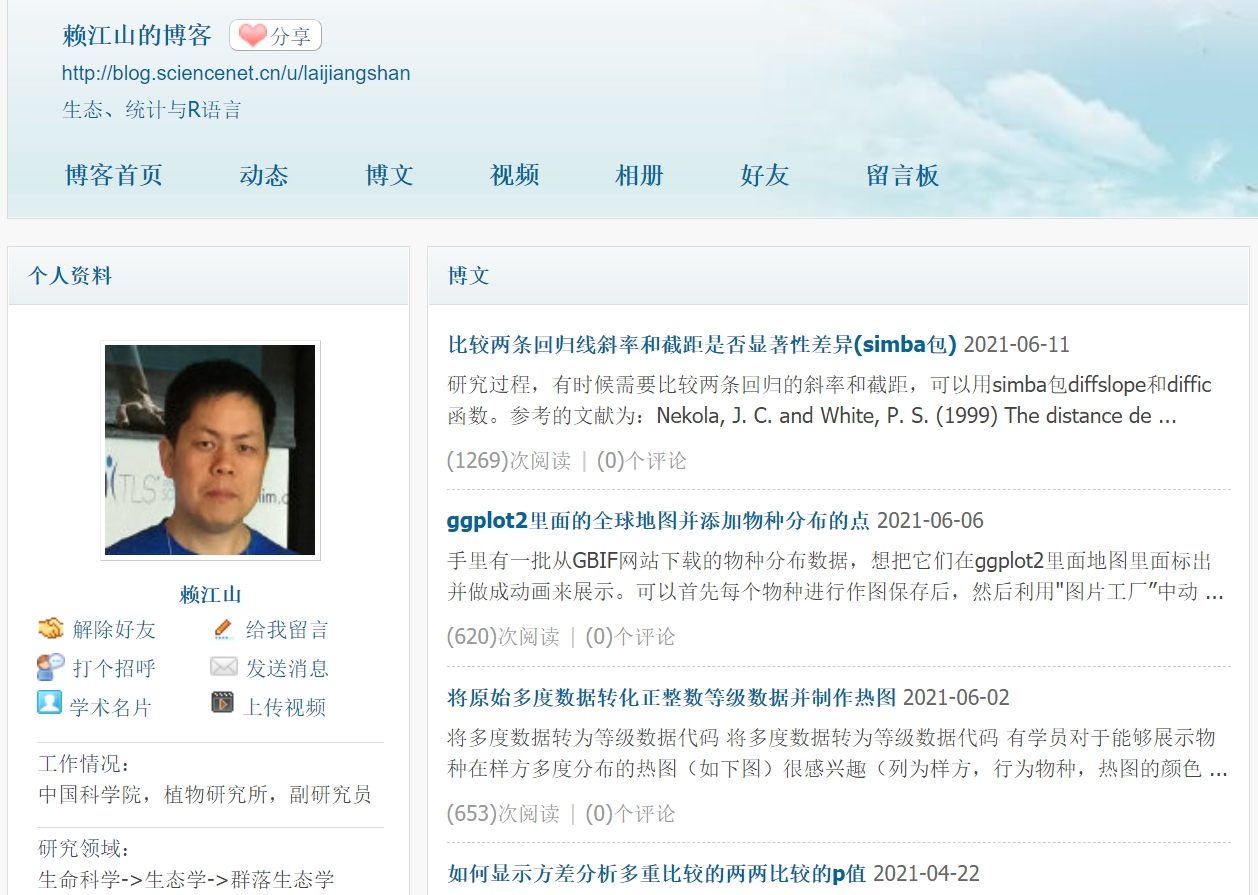 赖江山的博客 分享
http://blog.sciencenet.cn/u/laijiangshan
生态、统计与R语言
博客首页 动态 博文 视频 相册 好友 留言板
个人资料
TLS
im,c
赖江山
解除好友 给我留言
打个招呼 发送消息
学术名片 上传视频
工作情况：
中国科学院，植物研究所，副研究员
研究领域：
生命科学->生态学->群落生态学
博文
比较两条回归线斜率和截距是否显著性差异(simba包) 2021-06-11
研究过程，有时候需要比较两条回归的斜率和截距，可以用simba包diffslope和diffic
函数。参考的文献为：Nekola, J. C. and White, P. S. (1999) The distance de ...
(1269)次阅读 | (0)个评论
ggplot2里面的全球地图并添加物种分布的点 2021-06-06
手里有一批从GBIF网站下载的物种分布数据，想把它们在ggplot2里面地图里面标出
并做成动画来展示。可以首先每个物种进行作图保存后，然后利用"图片工厂”中动 ...
(620)次阅读 | (0)个评论
将原始多度数据转化正整数等级数据并制作热图 2021-06-02
将多度数据转为等级数据代码 将多度数据转为等级数据代码 有学员对于能够展示物
种在样方多度分布的热图（如下图）很感兴趣（列为样方，行为物种，热图的颜色 ...
(653)次阅读 | (0)个评论
如何显示方差分析多重比较的两两比较的p值 2021-04-22